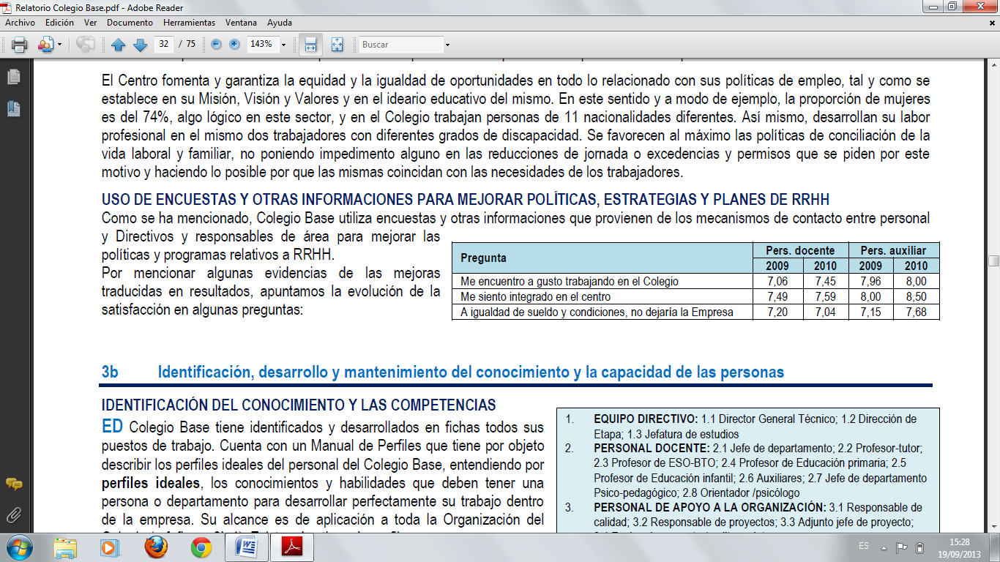 Relatorio Colegio Base.pdf - Adobe Reader
Archivo Edición Ver Documento Herramientas Ventana Ayuda
32 / 75 143% Buscar
El Centro fomenta y garantiza la equidad y la igualdad de oportunidades en todo lo relacionado con sus políticas de empleo, tal y como se
establece en su Misión, Visión y Valores y en el ideario educativo del mismo. En este sentido y a modo de ejemplo, la proporción de mujeres
es del 74%, algo lógico en este sector, y en el Colegio trabajan personas de 11 nacionalidades diferentes. Así mismo, desarrollan su labor
profesional en el mismo dos trabajadores con diferentes grados de discapacidad. Se favorecen al máximo las políticas de conciliación de la
vida laboral y familiar, no poniendo impedimento alguno en las reducciones de jornada o excedencias y permisos que se piden por este
motivo y haciendo lo posible por que las mismas coincidan con las necesidades de los trabajadores.
USO DE ENCUESTAS Y OTRAS INFORMACIONES PARA MEJORAR POLÍTICAS, ESTRATEGIAS Y PLANES DE RRHH
Como se ha mencionado, Colegio Base utiliza encuestas y otras informaciones que provienen de los mecanismos de contacto entre personal
y Directivos y responsables de área para mejorar las
políticas y programas relativos a RRHH.
Por mencionar algunas evidencias de las mejoras
traducidas en resultados, apuntamos la evolución de la
satisfacción en algunas preguntas:
Pregunta Pers. docente Pers. auxiliar
2009 2010 2009 2010
Me encuentro a gusto trabajando en el Colegio 7,06 7,45 7,96 8,00
Me siento integrado en el centro 7,49 7,59 8,00 8,50
A igualdad de sueldo y condiciones, no dejaría la Empresa 7,20 7,04 7,15 7,68
3b Identificación, desarrollo y mantenimiento del conocimiento y la capacidad de las personas
IDENTIFICACIÓN DEL CONOCIMIENTO Y LAS COMPETENCIAS
ED Colegio Base tiene identificados y desarrollados en fichas todos sus
puestos de trabajo. Cuenta con un Manual de Perfiles que tiene por objeto
describir los perfiles ideales del personal del Colegio Base, entendiendo por
perfiles ideales, los conocimientos y habilidades que deben tener una
persona o departamento para desarrollar perfectamente su trabajo dentro
de la empresa. Su alcance es de aplicación a toda la Organización del
1. EQUIPO DIRECTIVO: 1.1 Director General Técnico; 1.2 Dirección de
Etapa; 1.3 Jefatura de estudios
2. PERSONAL DOCENTE: 2.1 Jefe de departamento; 2.2 Profesor-tutor;
2.3 Profesor de ESO-BTO; 2.4 Profesor de Educación primaria; 2.5
Profesor de Educación infantil; 2.6 Auxiliares; 2.7 Jefe de departamento
Psico-pedagógico; 2.8 Orientador /psicólogo
3. PERSONAL DE APOYO A LA ORGANIZACIÓN: 3.1 Responsable de
calidad; 3.2 Responsable de proyectos; 3.3 Adjunto jefe de proyecto;
ES 15:28
19/09/2013